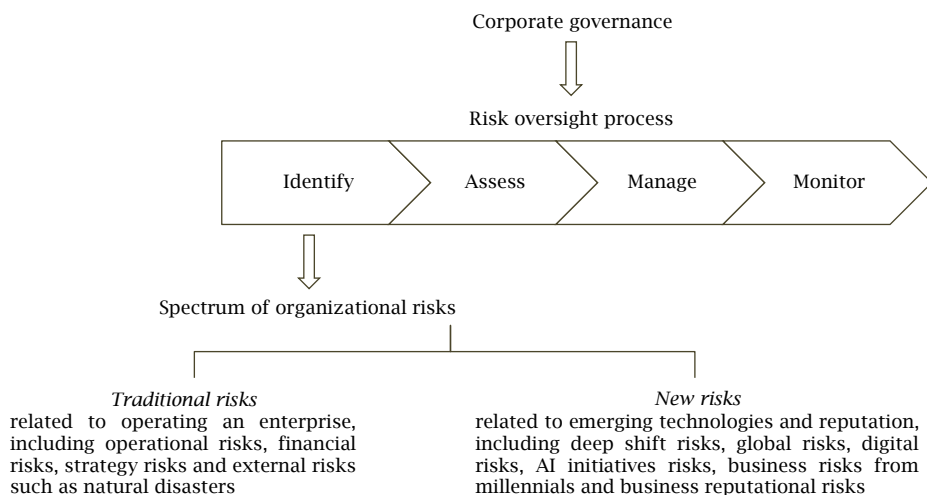 Corporate governance
Risk oversight process
Identify
Assess
Manage
Monitor
Spectrum of organizational risks
Traditional risks
related to operating an enterprise,
including operational risks, financial
risks, strategy risks and external risks
such as natural disasters
New risks
related to emerging technologies and reputation,
including deep shift risks, global risks, digital
risks, AI initiatives risks, business risks from
millennials and business reputational risks